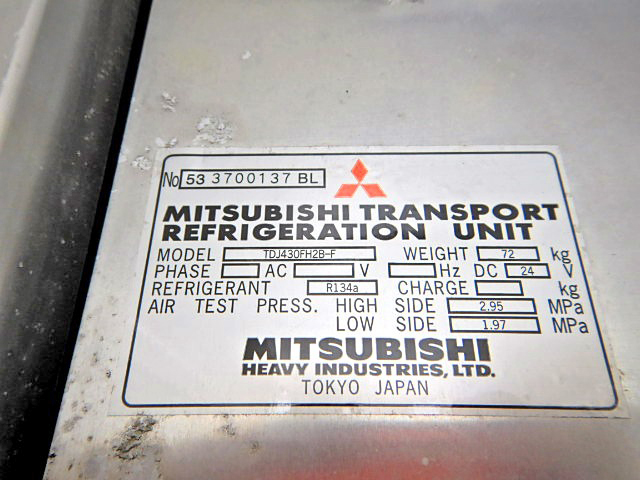 No 53 3700137 BL
MITSUBISHI TRANSPORT
REFRIGERATION UNIT
MODEL TDJ430FH2B-F WEIGHT 72 kg
PHASE AC V Hz DC 24 V
REFRIGERANT R134a CHARGE kg
AIR TEST PRESS. HIGH SIDE 2.95 MPa
LOW SIDE 1.97 MPa
MITSUBISHI
HEAVY INDUSTRIES, LTD.
TOKYO JAPAN